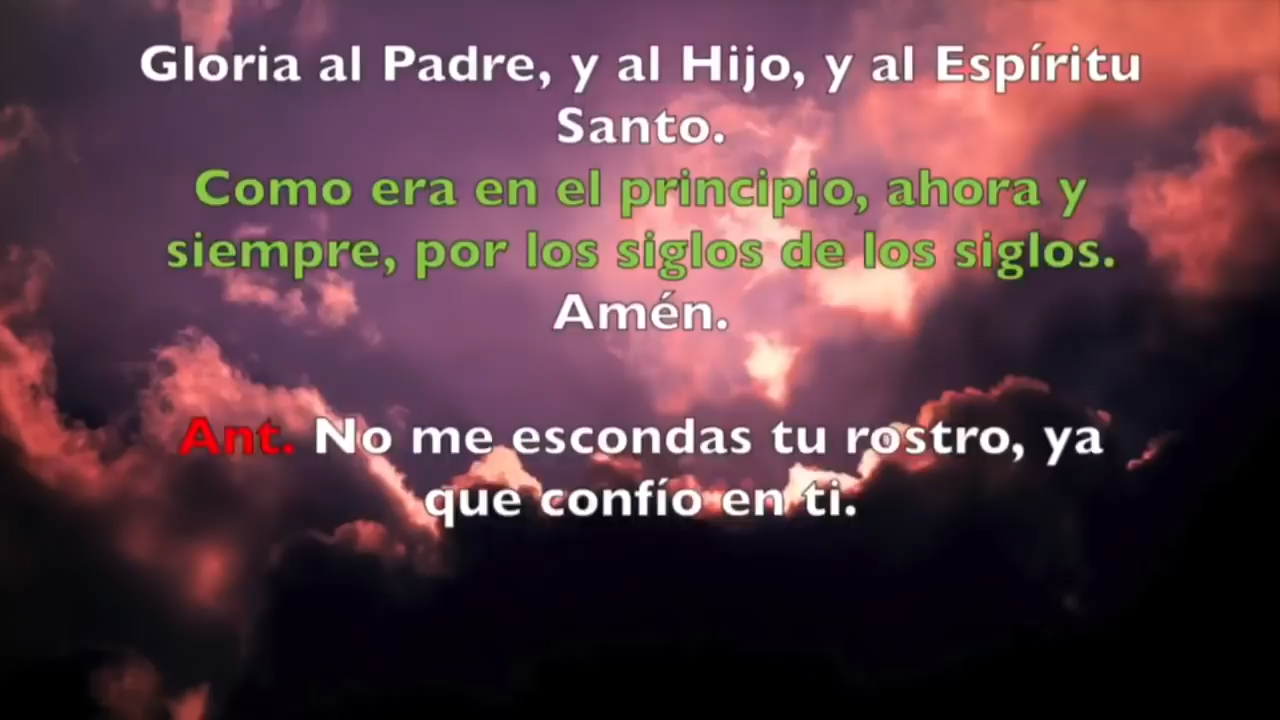 Gloria al Padre, y al Hijo, y al Espíritu
Santo.
Como era en el principio, ahora y
siempre, por los siglos de los siglos.
Amén.
Ant. No me escondas tu rostro, ya
que confío en ti.